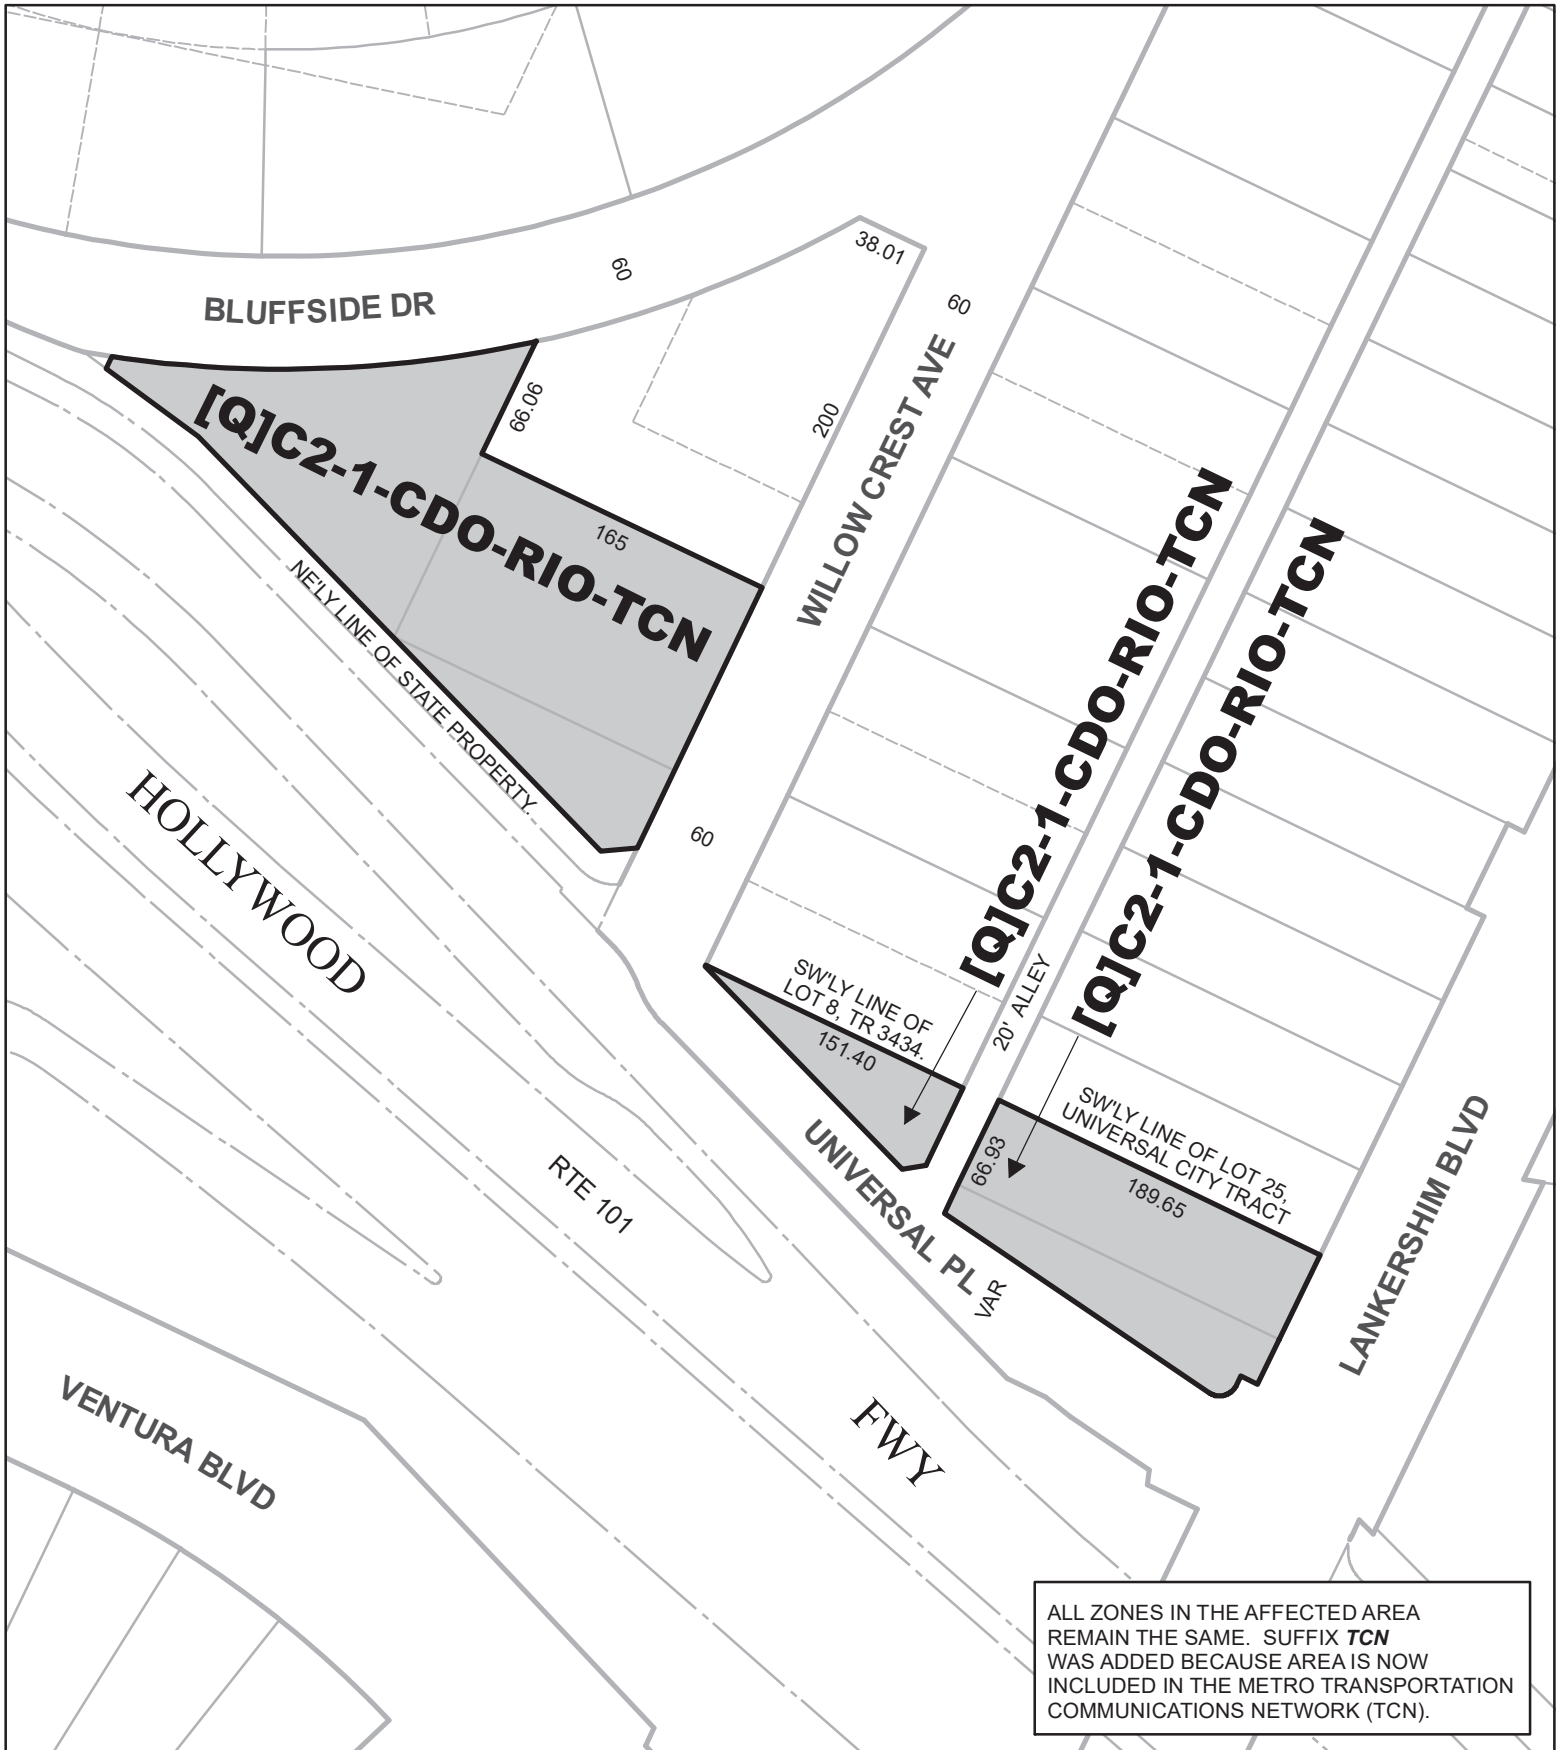 38.01
60
60
BLUFFSIDE DR
WILLOW CREST AVE
66.06
200
[Q]C2-1-CDO-RIO-TCN
165
NE'LY LINE OF STATE PROPERTY.
[Q]C2-1-CDO-RIO-TCN
[Q]C2-1-CDO-RIO-TCN
60
HOLLYWOOD
SW'LY LINE OF
LOT 8, TR 3434.
151.40
20' ALLEY
SW'LY LINE OF LOT 25,
UNIVERSAL CITY TRACT
189.65
66.93
UNIVERSAL PL
VAR
LANKERSHIM BLVD
RTE 101
VENTURA BLVD
FWY
ALL ZONES IN THE AFFECTED AREA
REMAIN THE SAME. SUFFIX TCN
WAS ADDED BECAUSE AREA IS NOW
INCLUDED IN THE METRO TRANSPORTATION
COMMUNICATIONS NETWORK (TCN).